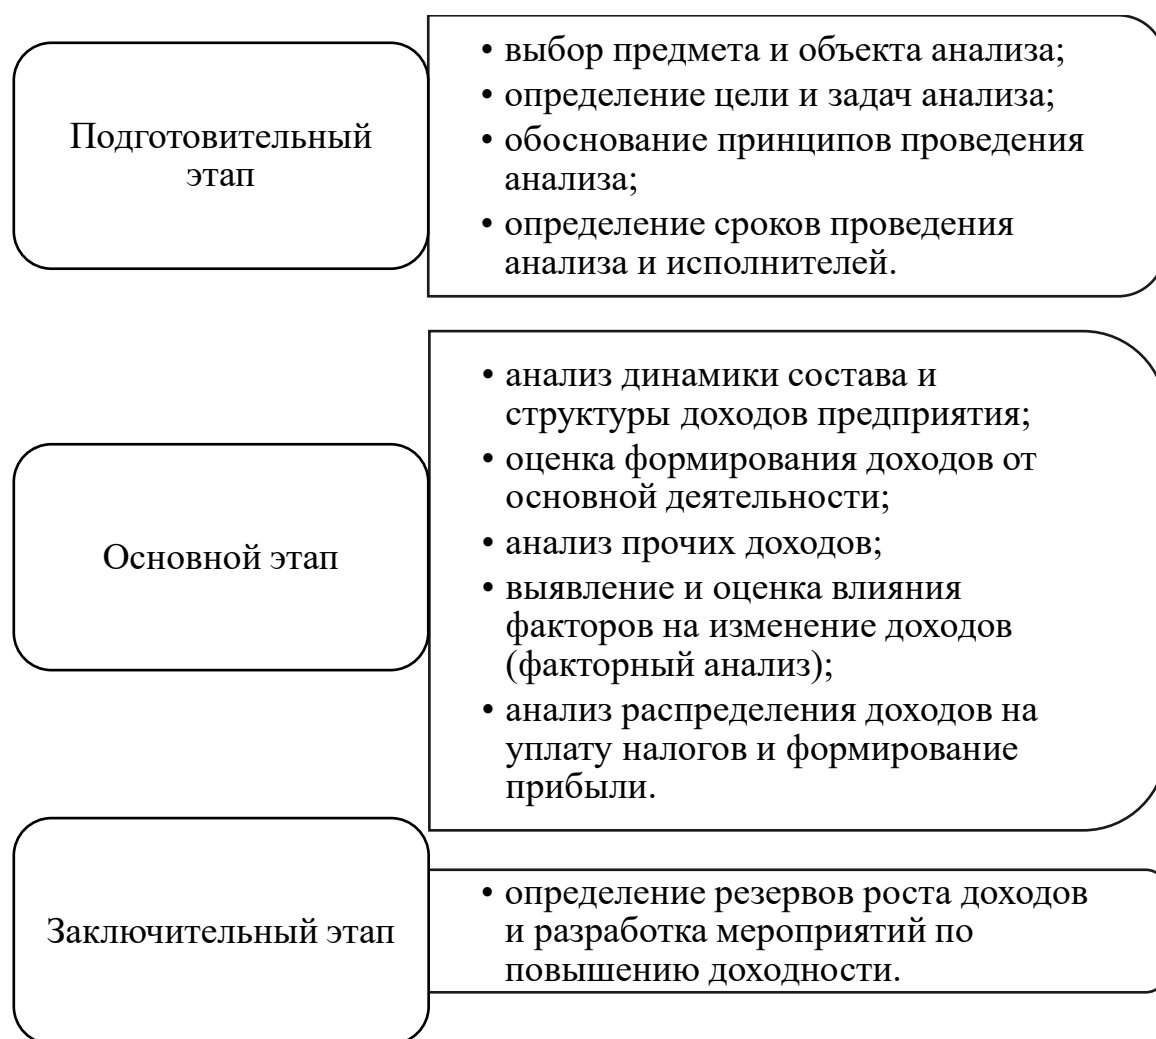 Подготовительный
этап
• выбор предмета и объекта анализа;
• определение цели и задач анализа;
• обоснование принципов проведения
анализа;
• определение сроков проведения
анализа и исполнителей.
Основной этап
• анализ динамики состава и
структуры доходов предприятия;
• оценка формирования доходов от
основной деятельности;
• анализ прочих доходов;
• выявление и оценка влияния
факторов на изменение доходов
(факторный анализ);
• анализ распределения доходов на
уплату налогов и формирование
прибыли.
Заключительный этап
• определение резервов роста доходов
и разработка мероприятий по
повышению доходности.